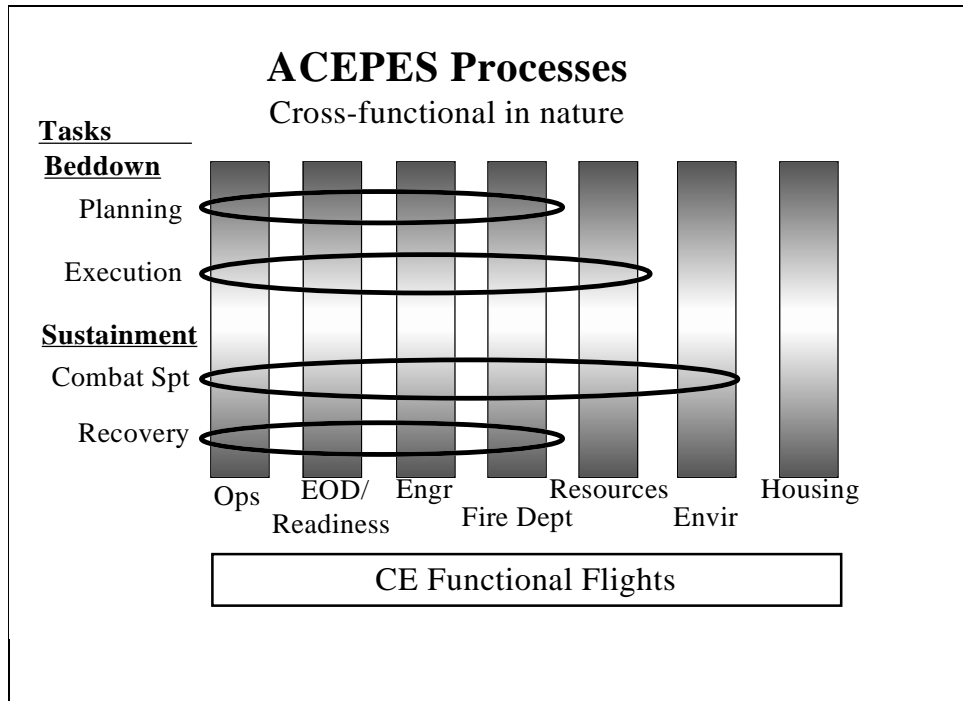 ACEPES Processes
Cross-functional in nature
Tasks
Beddown
Planning
Execution
Sustainment
Combat Spt
Recovery
Ops
EOD/
Readiness
Engr
Fire Dept
Resources
Envir
Housing
CE Functional Flights